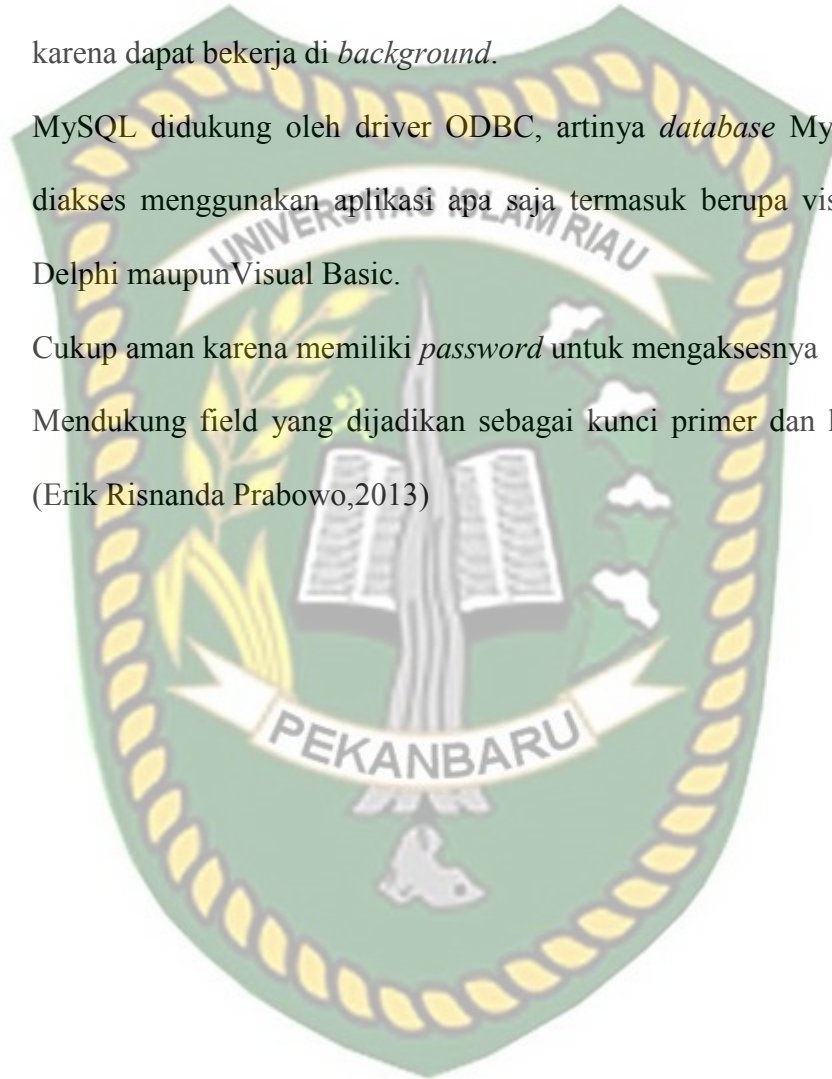 karena dapat bekerja di background.
MySQL didukung oleh driver ODBC, artinya database My
diakses menggunakan aplikasi apa saja termasuk berupa vis
UNIVERSITAS ISLAM RIAU
Delphi maupunVisual Basic.
Cukup aman karena memiliki password untuk mengaksesnya
Mendukung field yang dijadikan sebagai kunci primer dan
(Erik Risnanda Prabowo,2013)
PEKANBARU